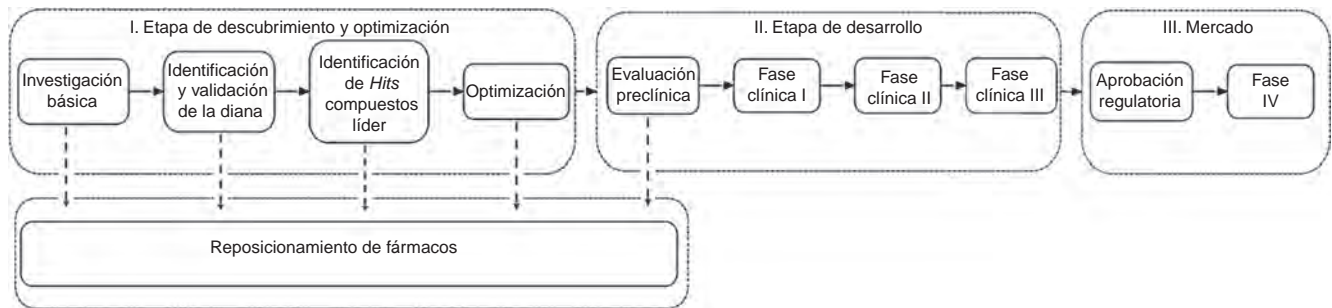 I. Etapa de descubrimiento y optimización
Investigación
básica
Identificación
y validación
de la diana
Identificación
de Hits
compuestos
líder
Optimización
II. Etapa de desarrollo
Evaluación
preclínica
Fase
clínica I
Fase
clínica II
Fase
clínica III
III. Mercado
Aprobación
regulatoria
Fase
IV
Reposicionamiento de fármacos